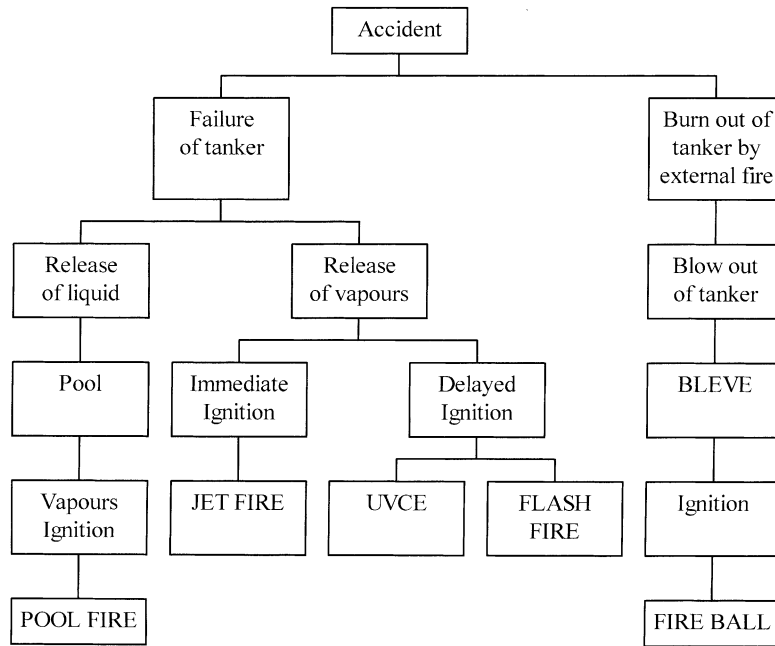 Accident
Failure
of tanker
Burn out of
tanker by
external fire
Release
of liquid
Release
of vapours
Blow out
of tanker
Pool
Immediate
Ignition
Delayed
Ignition
BLEVE
Vapours
Ignition
JET FIRE
UVCE
FLASH
FIRE
Ignition
POOL FIRE
FIRE BALL